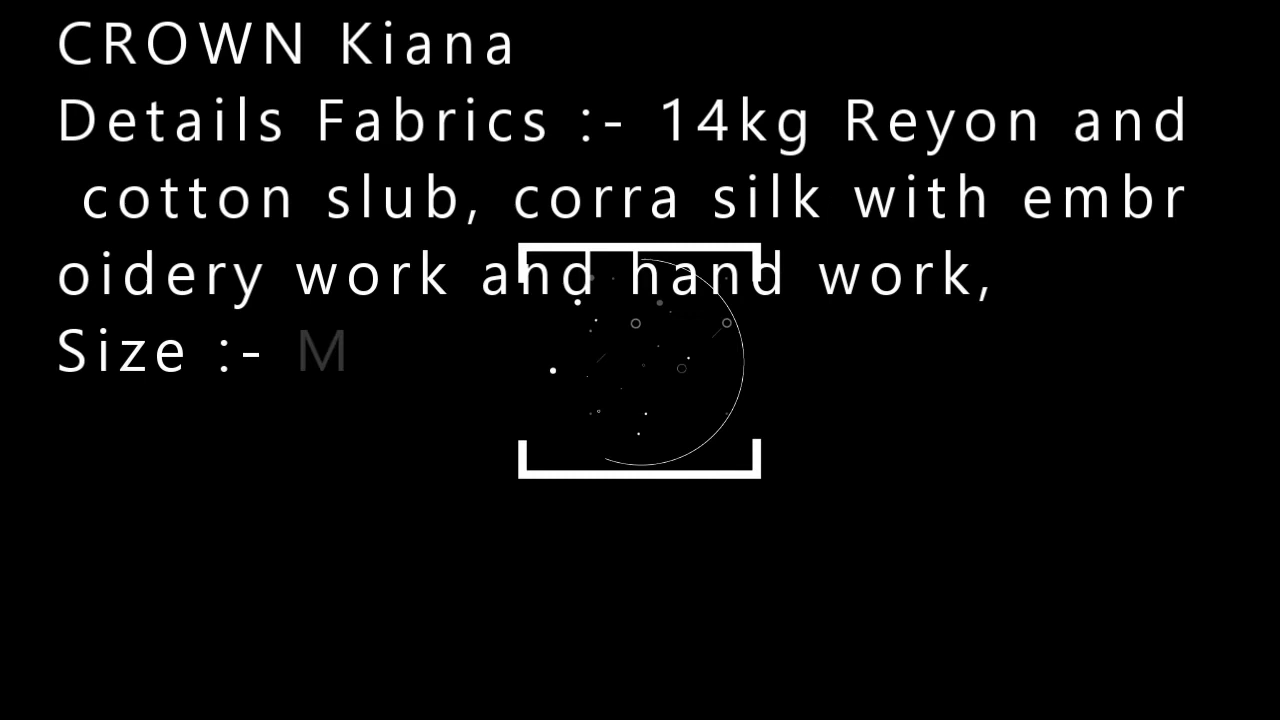 CROWN Kiana
Details Fabrics :- 14kg Reyon and
cotton slub, corra silk with embr
oidery work and hand work,
Size :- M